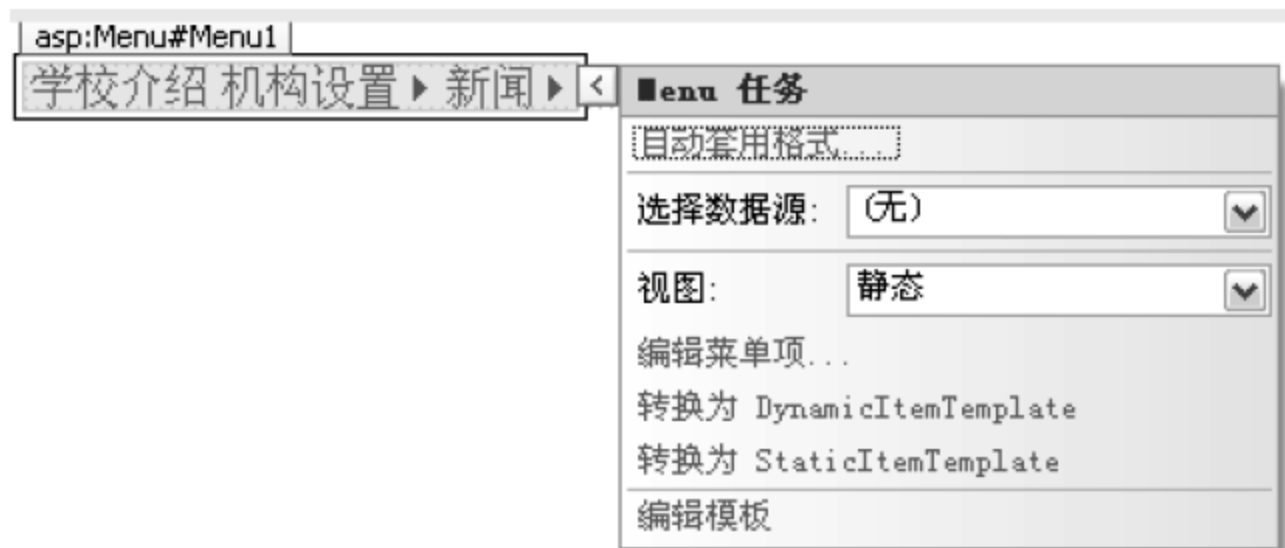 asp:Menu#Menu1
学校介绍 机构设置 新闻
Menu 任务
自动套用格式...
选择数据源: (无)
视图: 静态
编辑菜单项...
转换为 DynamicItemTemplate
转换为 StaticItemTemplate
编辑模板